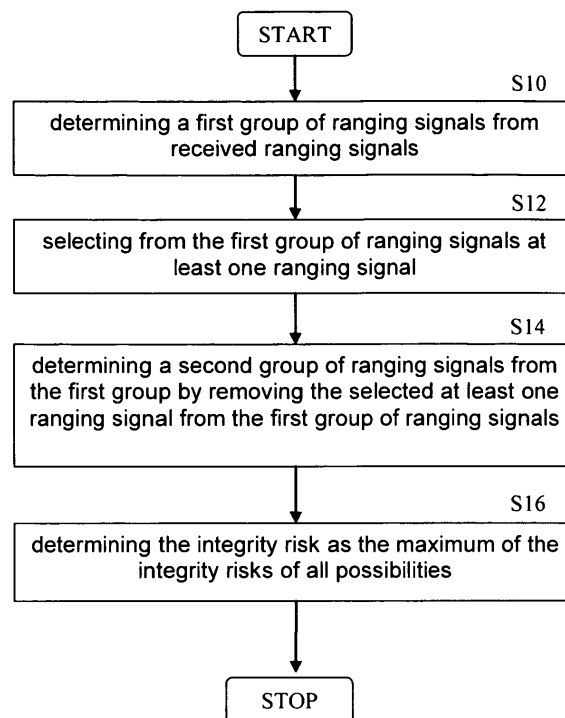 START
S10
determining a first group of ranging signals from
received ranging signals
S12
selecting from the first group of ranging signals at
least one ranging signal
S14
determining a second group of ranging signals from
the first group by removing the selected at least one
ranging signal from the first group of ranging signals
S16
determining the integrity risk as the maximum of the
integrity risks of all possibilities
STOP